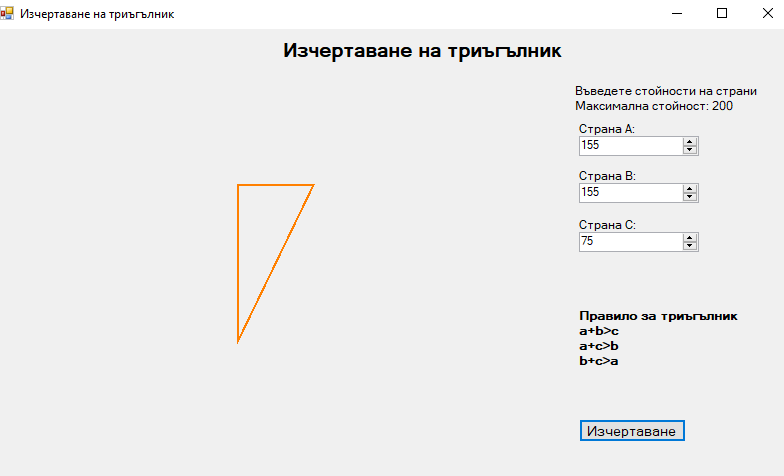 Изчертаване на триъгълник
Изчертаване на триъгълник
Въведете стойности на страни
Максимална стойност: 200
Страна A:
155
Страна B:
155
Страна C:
75
Правило за триъгълник
a+b>c
a+c>b
b+c>a
Изчертаване